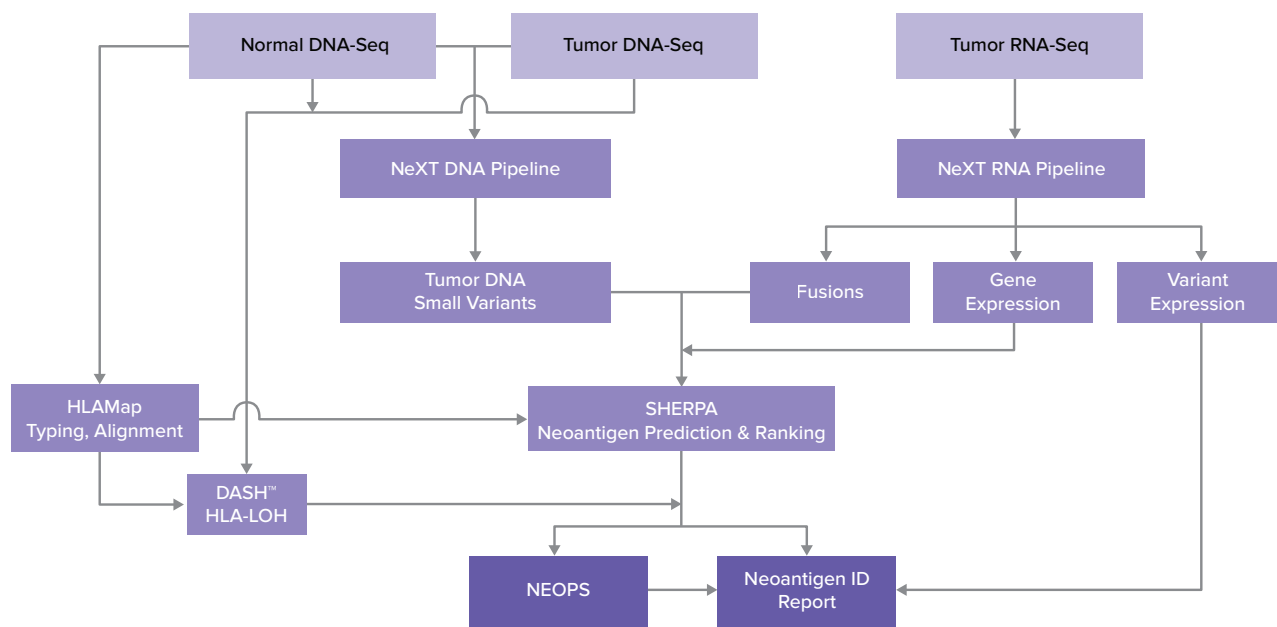 Normal DNA-Seq
Tumor DNA-Seq
Tumor RNA-Seq
NeXT DNA Pipeline
NeXT RNA Pipeline
Tumor DNA
Small Variants
Fusions
Gene
Expression
Variant
Expression
HLAMap
Typing, Alignment
SHERPA
Neoantigen Prediction & Ranking
DASH™
HLA-LOH
NEOPS
Neoantigen ID
Report